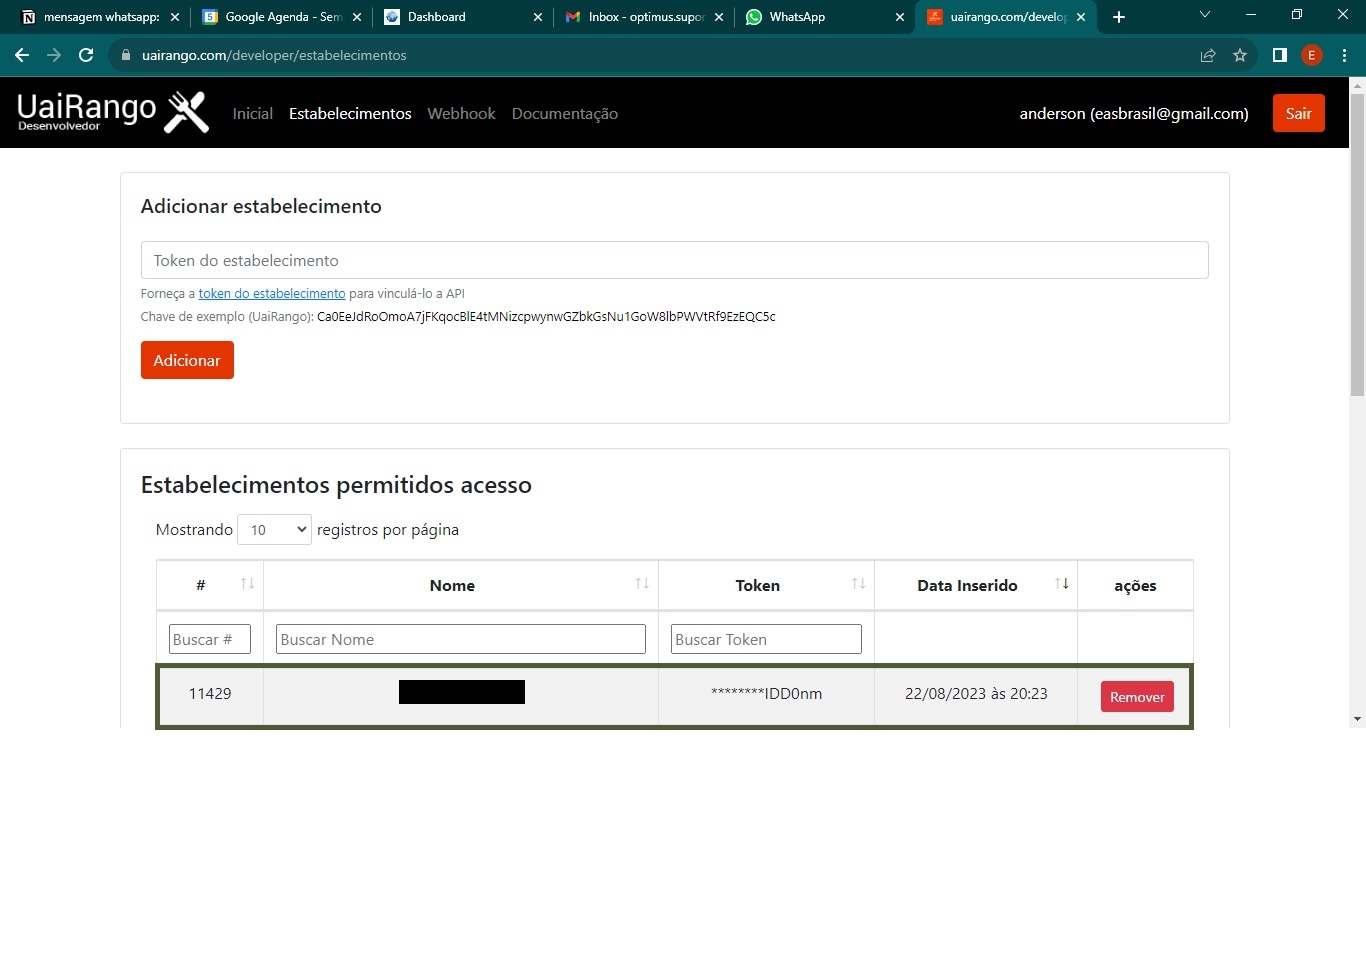 mensagem whatsapp:
Google Agenda - Sem
Dashboard
Inbox - optimus.supor
WhatsApp
uairango.com/develop
uairango.com/developer/estabelecimentos
E
UaiRango
Desenvolvedor
Inicial
Estabelecimentos
Webhook
Documentação
anderson (easbrasil@gmail.com)
Sair
Adicionar estabelecimento
Token do estabelecimento
Forneça a token do estabelecimento para vinculá-lo a API
Chave de exemplo (UaiRango): Ca0EeJdRoOmoA7jFKqocBlE4tMNizcpwynwGZbkGsNu1GoW8lbPWVtRf9EzEQC5c
Adicionar
Estabelecimentos permitidos acesso
Mostrando 10 registros por página
# Nome Token Data Inserido ações
Buscar # Buscar Nome Buscar Token
11429 ********IDD0nm 22/08/2023 às 20:23 Remover